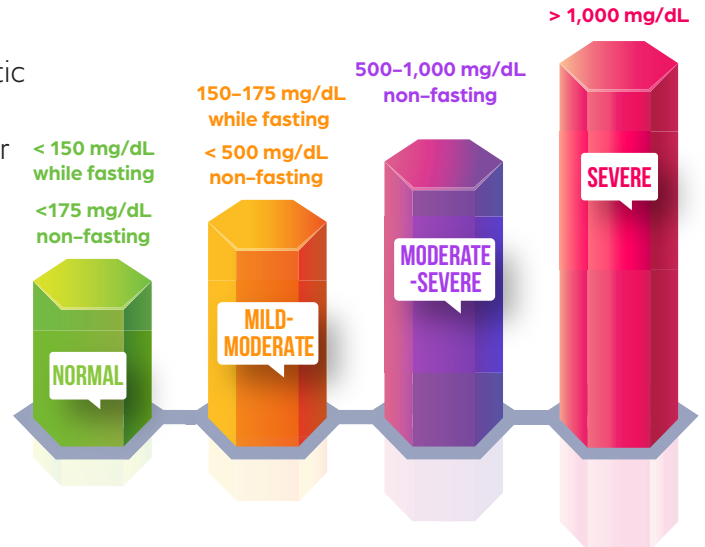 < 150 mg/dL
while fasting
<175 mg/dL
non-fasting
NORMAL
150–175 mg/dL
while fasting
< 500 mg/dL
non-fasting
MILD-
MODERATE
500–1,000 mg/dL
non-fasting
MODERATE
-SEVERE
> 1,000 mg/dL
SEVERE